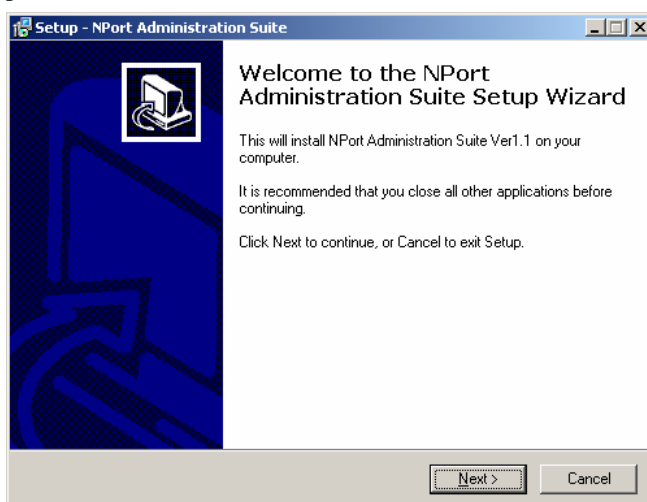 Setup - NPort Administration Suite
Welcome to the NPort
Administration Suite Setup Wizard
This will install NPort Administration Suite Ver1.1 on your
computer.
It is recommended that you close all other applications before
continuing.
Click Next to continue, or Cancel to exit Setup.
Next >
Cancel